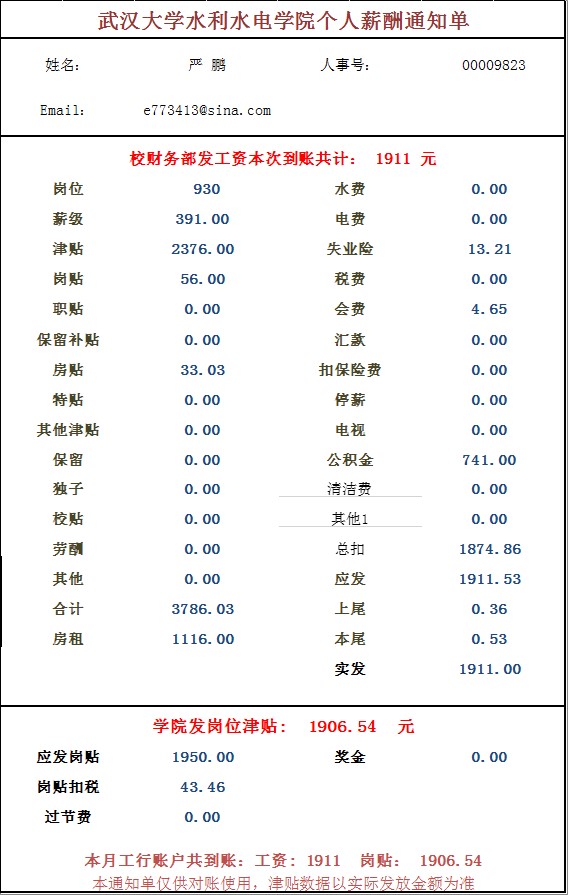 武汉大学水利水电学院个人薪酬通知单
姓名： 严 鹏 人事号： 00009823
Email： e773413@sina.com
校财务部发工资本次到账共计： 1911 元
岗位 930 水费 0.00
薪级 391.00 电费 0.00
津贴 2376.00 失业险 13.21
岗贴 56.00 税费 0.00
职贴 0.00 会费 4.65
保留补贴 0.00 汇款 0.00
房贴 33.03 扣保险费 0.00
特贴 0.00 停薪 0.00
其他津贴 0.00 电视 0.00
保留 0.00 公积金 741.00
独子 0.00 清洁费 0.00
校贴 0.00 其他1 0.00
劳酬 0.00 总扣 1874.86
其他 0.00 应发 1911.53
合计 3786.03 上尾 0.36
房租 1116.00 本尾 0.53
实发 1911.00
学院发岗位津贴： 1906.54 元
应发岗贴 1950.00 奖金 0.00
岗贴扣税 43.46
过节费 0.00
本月工行账户共到账：工资：1911 岗贴： 1906.54
本通知单仅供对账使用，津贴数据以实际发放金额为准